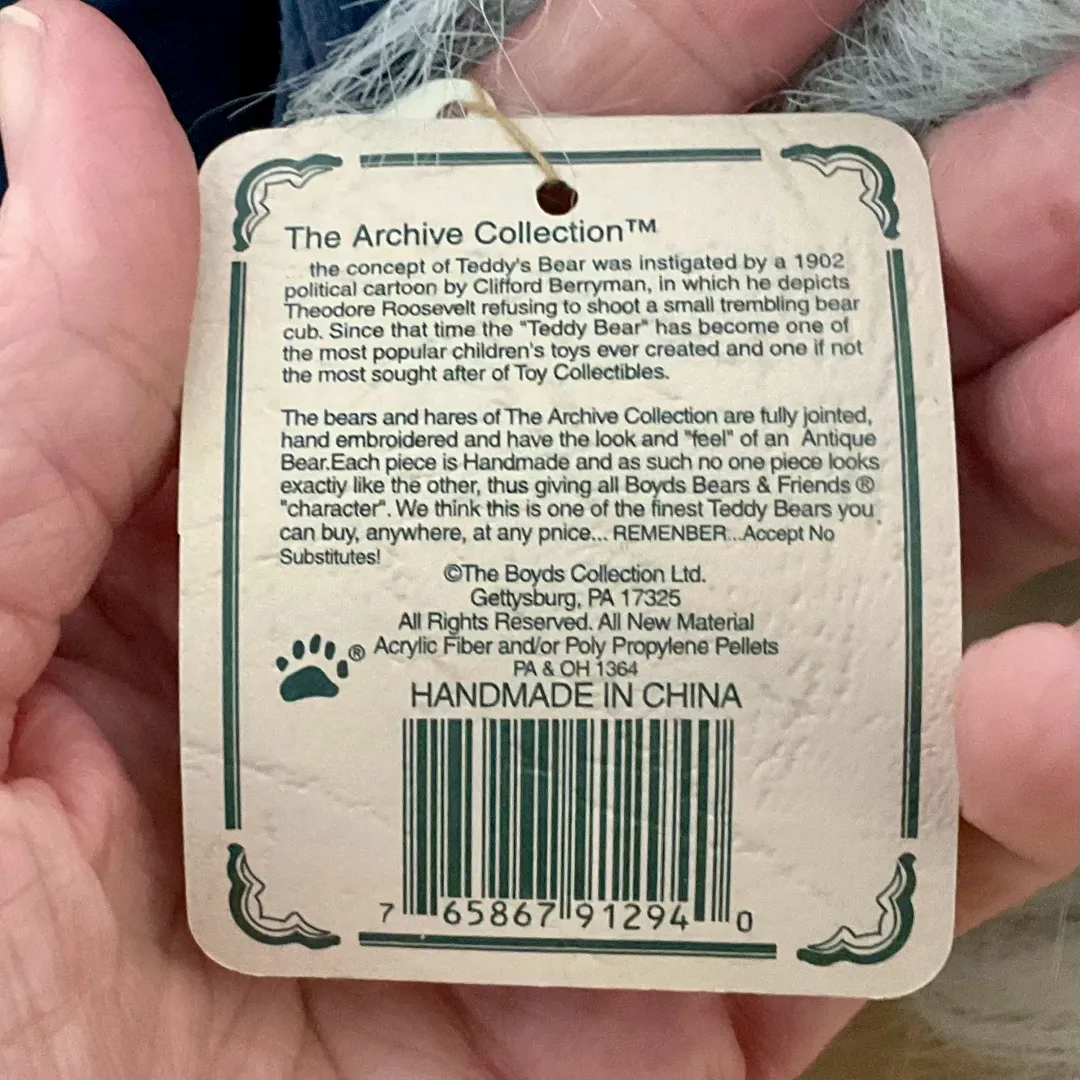 The Archive Collection™
...the concept of Teddy's Bear was instigated by a 1902
political cartoon by Clifford Berryman, in which he depicts
Theodore Roosevelt refusing to shoot a small trembling bear
cub. Since that time the "Teddy Bear" has become one of
the most popular children's toys ever created and one if not
the most sought after of Toy Collectibles.
The bears and hares of The Archive Collection are fully jointed,
hand embroidered and have the look and "feel" of an Antique
Bear.Each piece is Handmade and as such no one piece looks
exactiy like the other, thus giving all Boyds Bears & Friends ®
"character". We think this is one of the finest Teddy Bears you
can buy, anywhere, at any pnice... REMENBER...Accept No
Substitutes!
©The Boyds Collection Ltd.
Gettysburg, PA 17325
All Rights Reserved. All New Material
® Acrylic Fiber and/or Poly Propylene Pellets
PA & OH 1364
HANDMADE IN CHINA
7 65867 91294 0